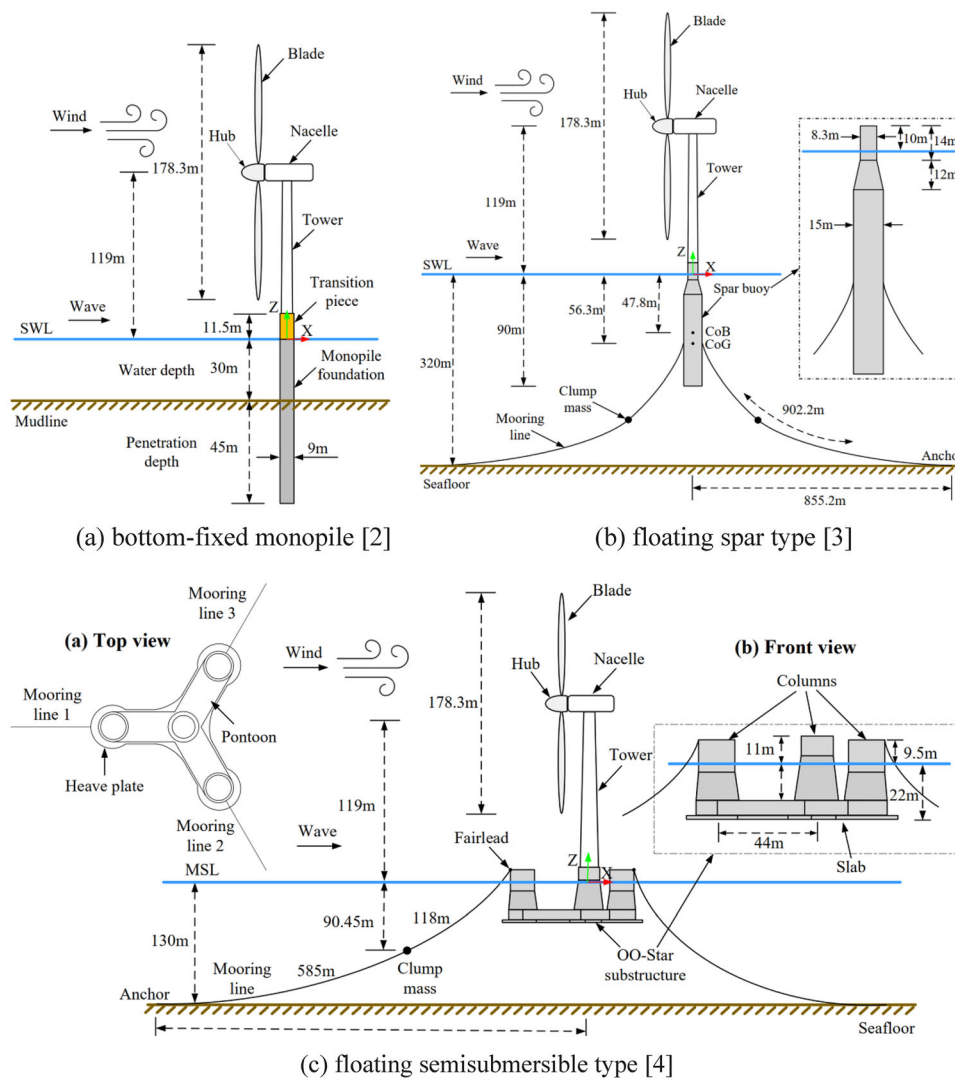 Blade
Wind
Hub
Nacelle
178.3m
Tower
119m
Transition
piece
Wave
Z
11.5m
X
SWL
Monopile
foundation
Water depth
30m
Mudline
Penetration
depth
45m
9m
(a) bottom-fixed monopile [2]
Blade
Wind
Hub
Nacelle
178.3m
8.3m
10m
14m
12m
Tower
119m
15m
Wave
Z
SWL
X
Spar buoy
47.8m
56.3m
90m
CoB
CoG
320m
Clump
mass
902.2m
Mooring
line
Anchor
Seafloor
855.2m
(b) floating spar type [3]
Mooring
line 3
(a) Top view
Mooring
line 1
Pontoon
Heave plate
Mooring
line 2
Blade
Wind
Hub
Nacelle
178.3m
Tower
119m
Wave
Fairlead
Z
MSL
X
118m
90.45m
130m
OO-Star
substructure
Mooring
line
585m
Clump
mass
Anchor
Seafloor
(b) Front view
Columns
11m
9.5m
22m
44m
Slab
(c) floating semisubmersible type [4]